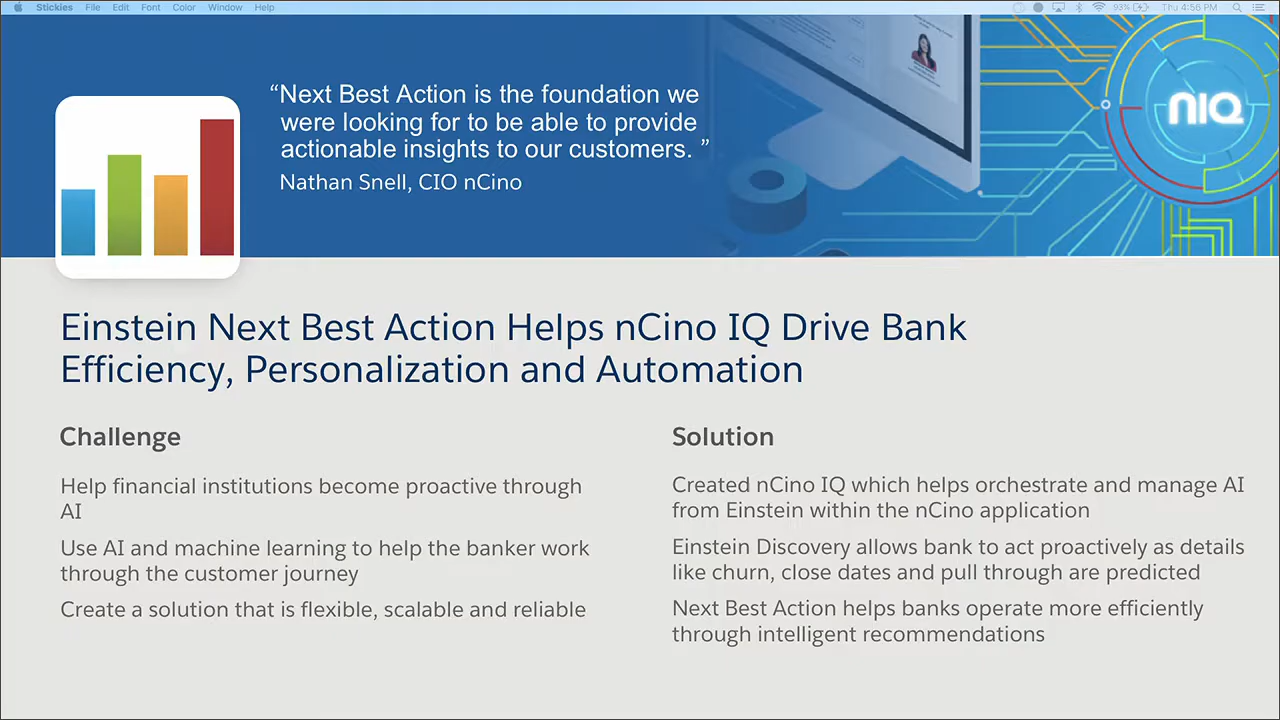 Stickies File Edit Font Color Window Help 93% Thu 4:56 PM
“Next Best Action is the foundation we
were looking for to be able to provide
actionable insights to our customers. ”
Nathan Snell, CIO nCino
nIQ
Einstein Next Best Action Helps nCino IQ Drive Bank
Efficiency, Personalization and Automation
Challenge
Help financial institutions become proactive through
AI
Use AI and machine learning to help the banker work
through the customer journey
Create a solution that is flexible, scalable and reliable
Solution
Created nCino IQ which helps orchestrate and manage AI
from Einstein within the nCino application
Einstein Discovery allows bank to act proactively as details
like churn, close dates and pull through are predicted
Next Best Action helps banks operate more efficiently
through intelligent recommendations